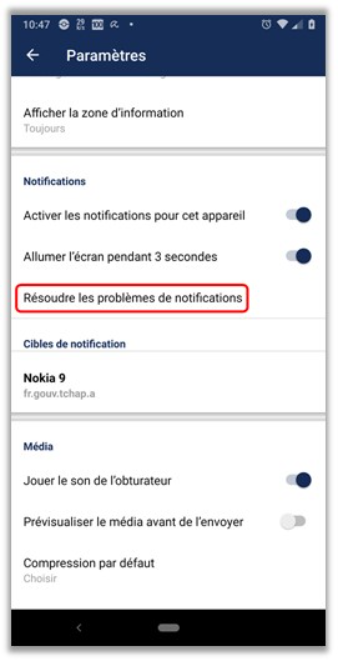 10:47
Paramètres
Afficher la zone d'information
Toujours
Notifications
Activer les notifications pour cet appareil
Allumer l'écran pendant 3 secondes
Résoudre les problèmes de notifications
Cibles de notification
Nokia 9
fr.gouv.tchap.a
Média
Jouer le son de l'obturateur
Prévisualiser le média avant de l'envoyer
Compression par défaut
Choisir